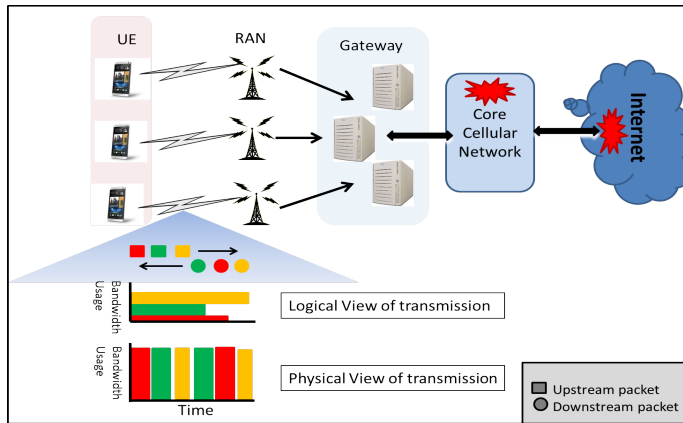 UE
RAN
Gateway
Core
Cellular
Network
Internet
Bandwidth
Usage
Logical View of transmission
Bandwidth
Usage
Physical View of transmission
Time
Upstream packet
Downstream packet